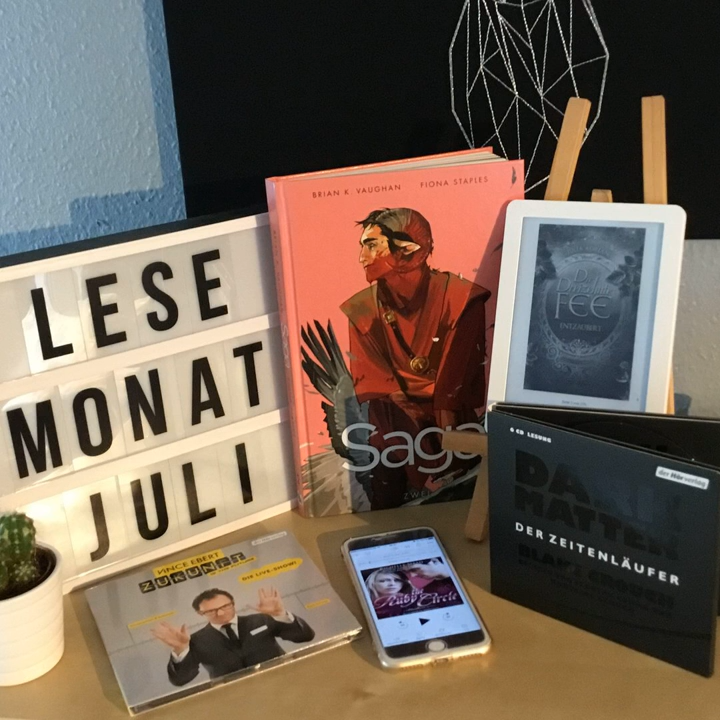 LESE
MONAT
JULI
BRIAN K. VAUGHAN FIONA STAPLES
Saga
ZWEI
FEE
6 CD LESUNG
der Hörverlag
DARK
MATTER
DER ZEITENLÄUFER
BLAKE CROUCH
VINCE EBERT
ZUKUNFT
DIE LIVE-SHOW!
Ruby Circle